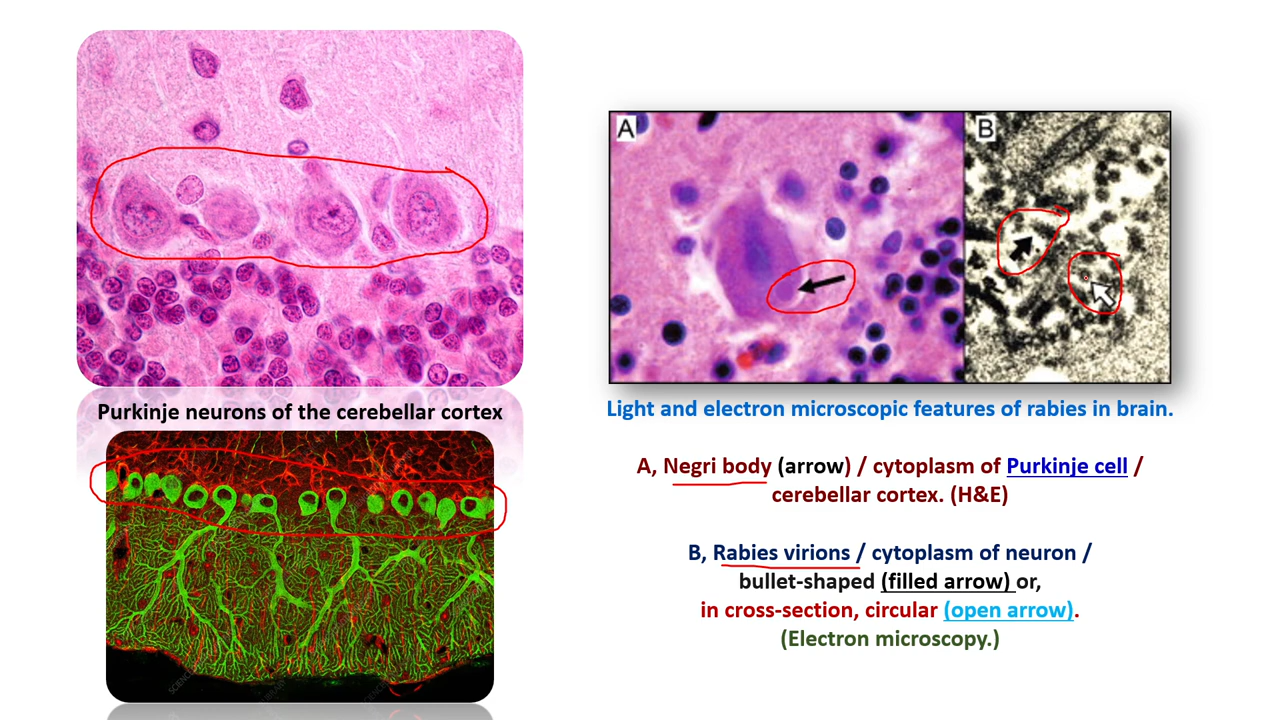 Purkinje neurons of the cerebellar cortex
A
B
Light and electron microscopic features of rabies in brain.
A, Negri body (arrow) / cytoplasm of Purkinje cell /
cerebellar cortex. (H&E)
B, Rabies virions / cytoplasm of neuron /
bullet-shaped (filled arrow) or,
in cross-section, circular (open arrow).
(Electron microscopy.)